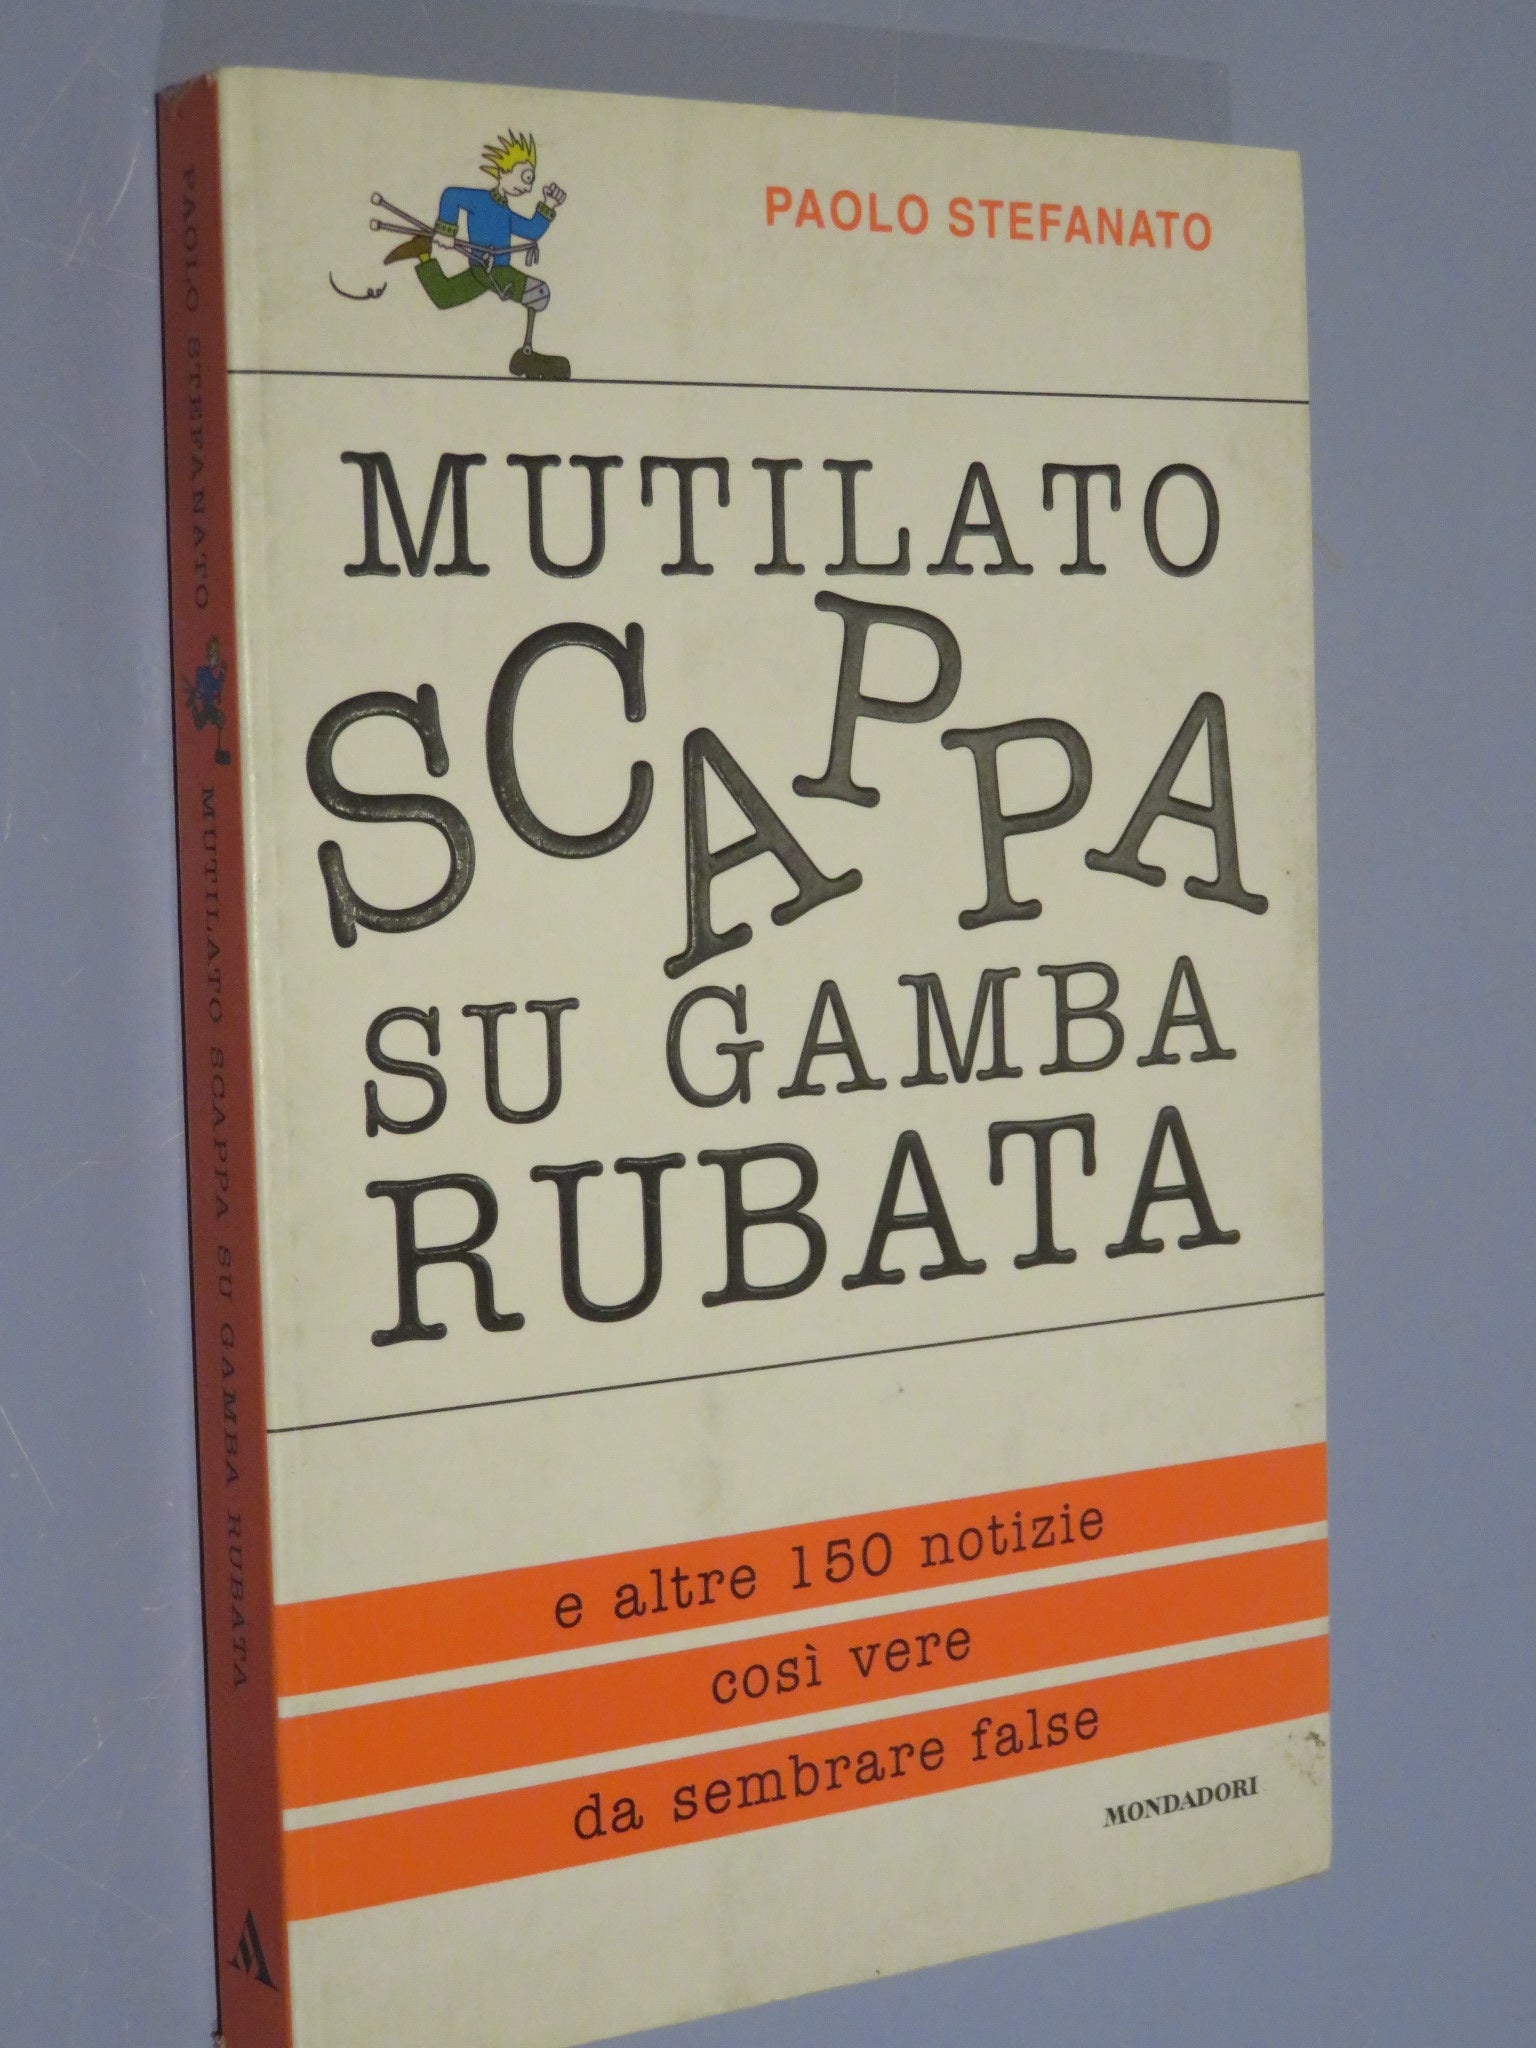 PAOLO STEFANATO
MUTILATO
SCAPPA
SU GAMBA
RUBATA
e altre 150 notizie
così vere
da sembrare false
MONDADORI
PAOLO STEFANATO MUTILATO SCAPPA SU GAMBA RUBATA